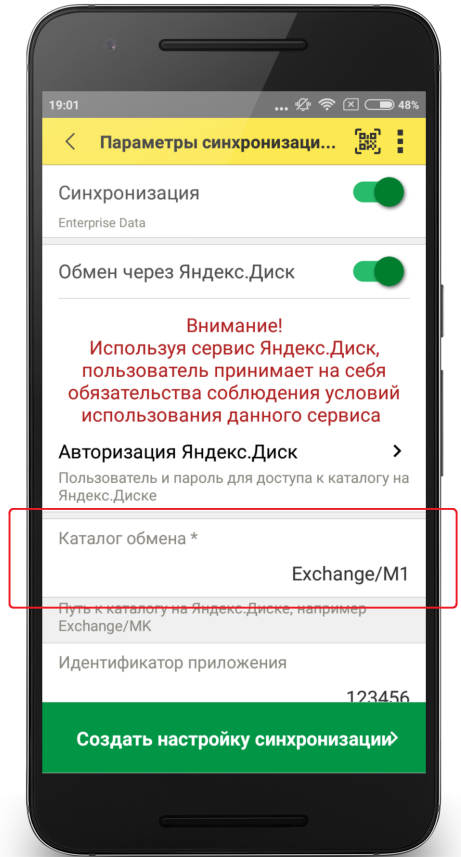 19:01 ... 48%
Параметры синхронизаци...
Синхронизация
Enterprise Data
Обмен через Яндекс.Диск
Внимание!
Используя сервис Яндекс.Диск,
пользователь принимает на себя
обязательства соблюдения условий
использования данного сервиса
Авторизация Яндекс.Диск
Пользователь и пароль для доступа к каталогу на
Яндекс.Диске
Каталог обмена *
Exchange/M1
Путь к каталогу на Яндекс.Диске, например
Exchange/MK
Идентификатор приложения
123456
Создать настройку синхронизации